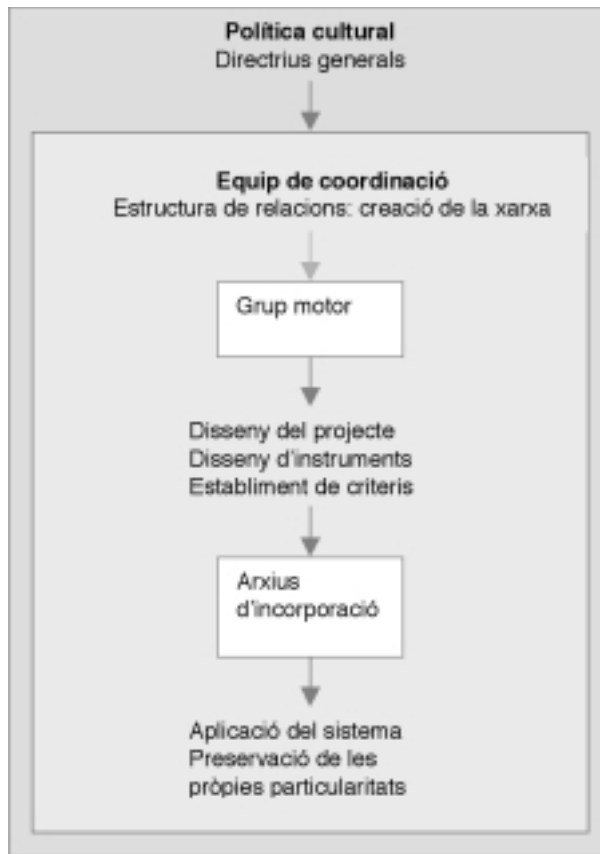 Política cultural
Directrius generals
Equip de coordinació
Estructura de relacions: creació de la xarxa
Grup motor
Disseny del projecte
Disseny d'instruments
Establiment de criteris
Arxius
d'incorporació
Aplicació del sistema
Preservació de les
pròpies particularitats